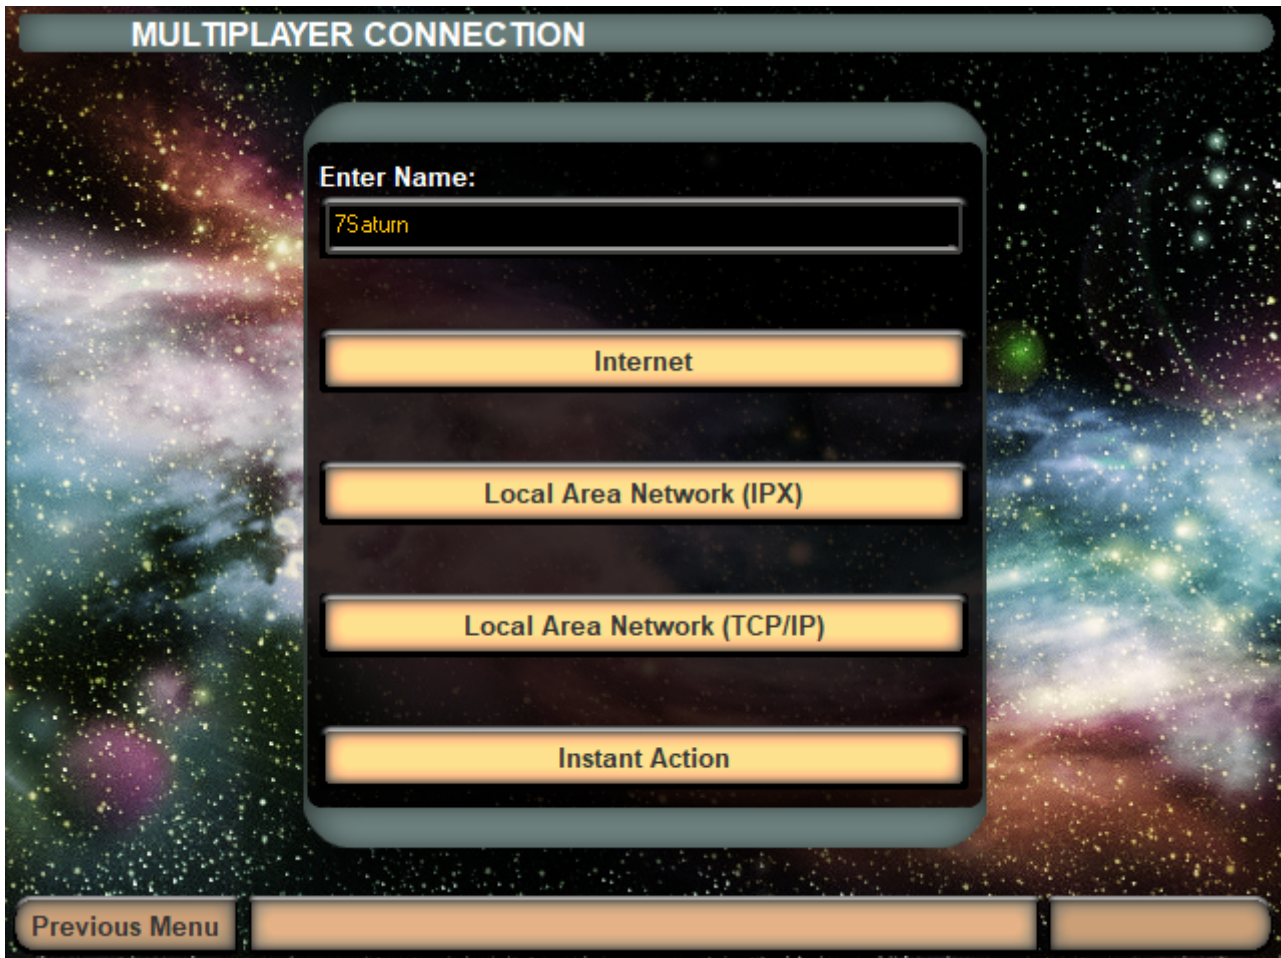 MULTIPLAYER CONNECTION
Enter Name:
7Saturn
Internet
Local Area Network (IPX)
Local Area Network (TCP/IP)
Instant Action
Previous Menu